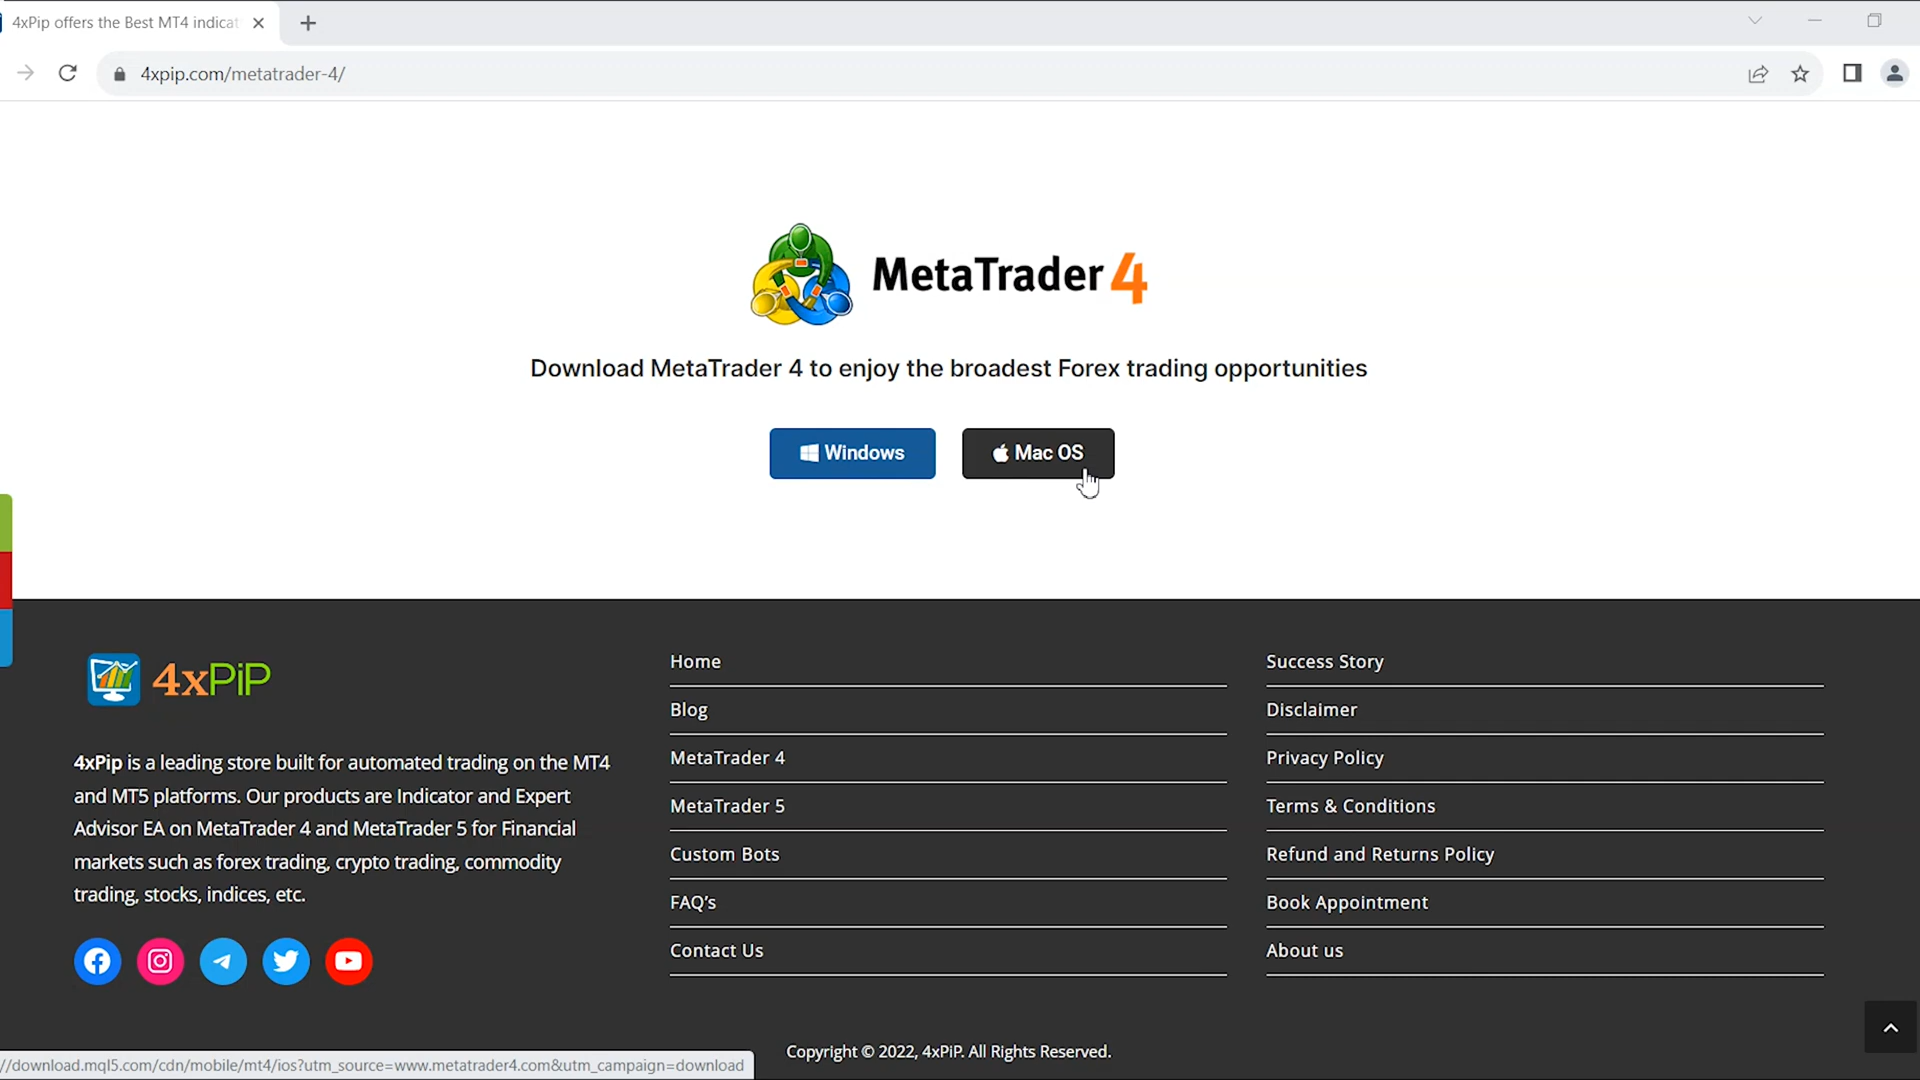 4xPip offers the Best MT4 indicat
4xpip.com/metatrader-4/
MetaTrader 4
Download MetaTrader 4 to enjoy the broadest Forex trading opportunities
Windows
Mac OS
4xPiP
4xPip is a leading store built for automated trading on the MT4
and MT5 platforms. Our products are Indicator and Expert
Advisor EA on MetaTrader 4 and MetaTrader 5 for Financial
markets such as forex trading, crypto trading, commodity
trading, stocks, indices, etc.
Home
Blog
MetaTrader 4
MetaTrader 5
Custom Bots
FAQ's
Contact Us
Success Story
Disclaimer
Privacy Policy
Terms & Conditions
Refund and Returns Policy
Book Appointment
About us
Copyright © 2022, 4xPiP. All Rights Reserved.
//download.mql5.com/cdn/mobile/mt4/ios?utm_source=www.metatrader4.com&utm_campaign=download